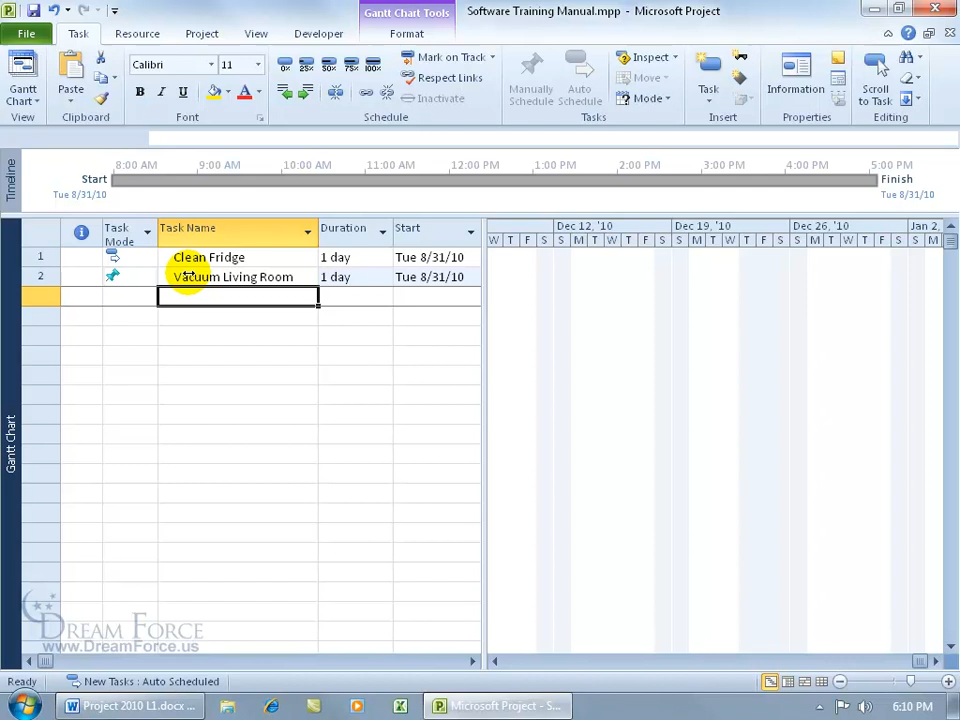 Gantt Chart Tools
Software Training Manual.mpp - Microsoft Project
File Task Resource Project View Developer Format
Gantt Chart
View
Paste
Clipboard
Calibri 11
B I U A
Font
0% 25% 50% 75% 100%
Mark on Track
Respect Links
Inactivate
Schedule
Manually Schedule
Auto Schedule
Inspect
Move
Mode
Tasks
Task
Insert
Information
Properties
Scroll to Task
Editing
Timeline
8:00 AM 9:00 AM 10:00 AM 11:00 AM 12:00 PM 1:00 PM 2:00 PM 3:00 PM 4:00 PM 5:00 PM
Start Finish
Tue 8/31/10 Tue 8/31/10
Task Mode Task Name Duration Start
Dec 12, '10 Dec 19, '10 Dec 26, '10 Jan 2,
W T F S S M T W T F S S M T W T F S S M T W T F S S M
1 Clean Fridge 1 day Tue 8/31/10
2 Vacuum Living Room 1 day Tue 8/31/10
Gantt Chart
DREAM FORCE
www.DreamForce.us
Ready New Tasks : Auto Scheduled
Project 2010 L1.docx ...
Microsoft Project - S...
6:10 PM